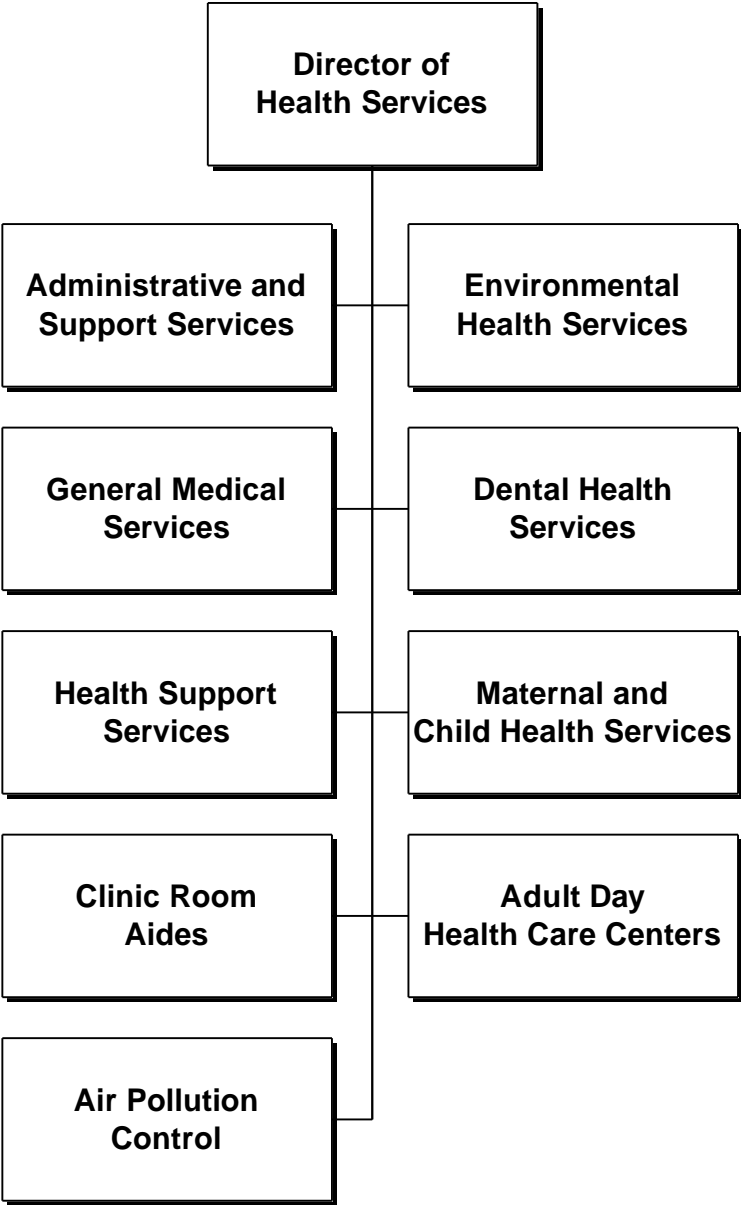 Director of
Health Services
Administrative and
Support Services
Environmental
Health Services
General Medical
Services
Dental Health
Services
Health Support
Services
Maternal and
Child Health Services
Clinic Room
Aides
Adult Day
Health Care Centers
Air Pollution
Control